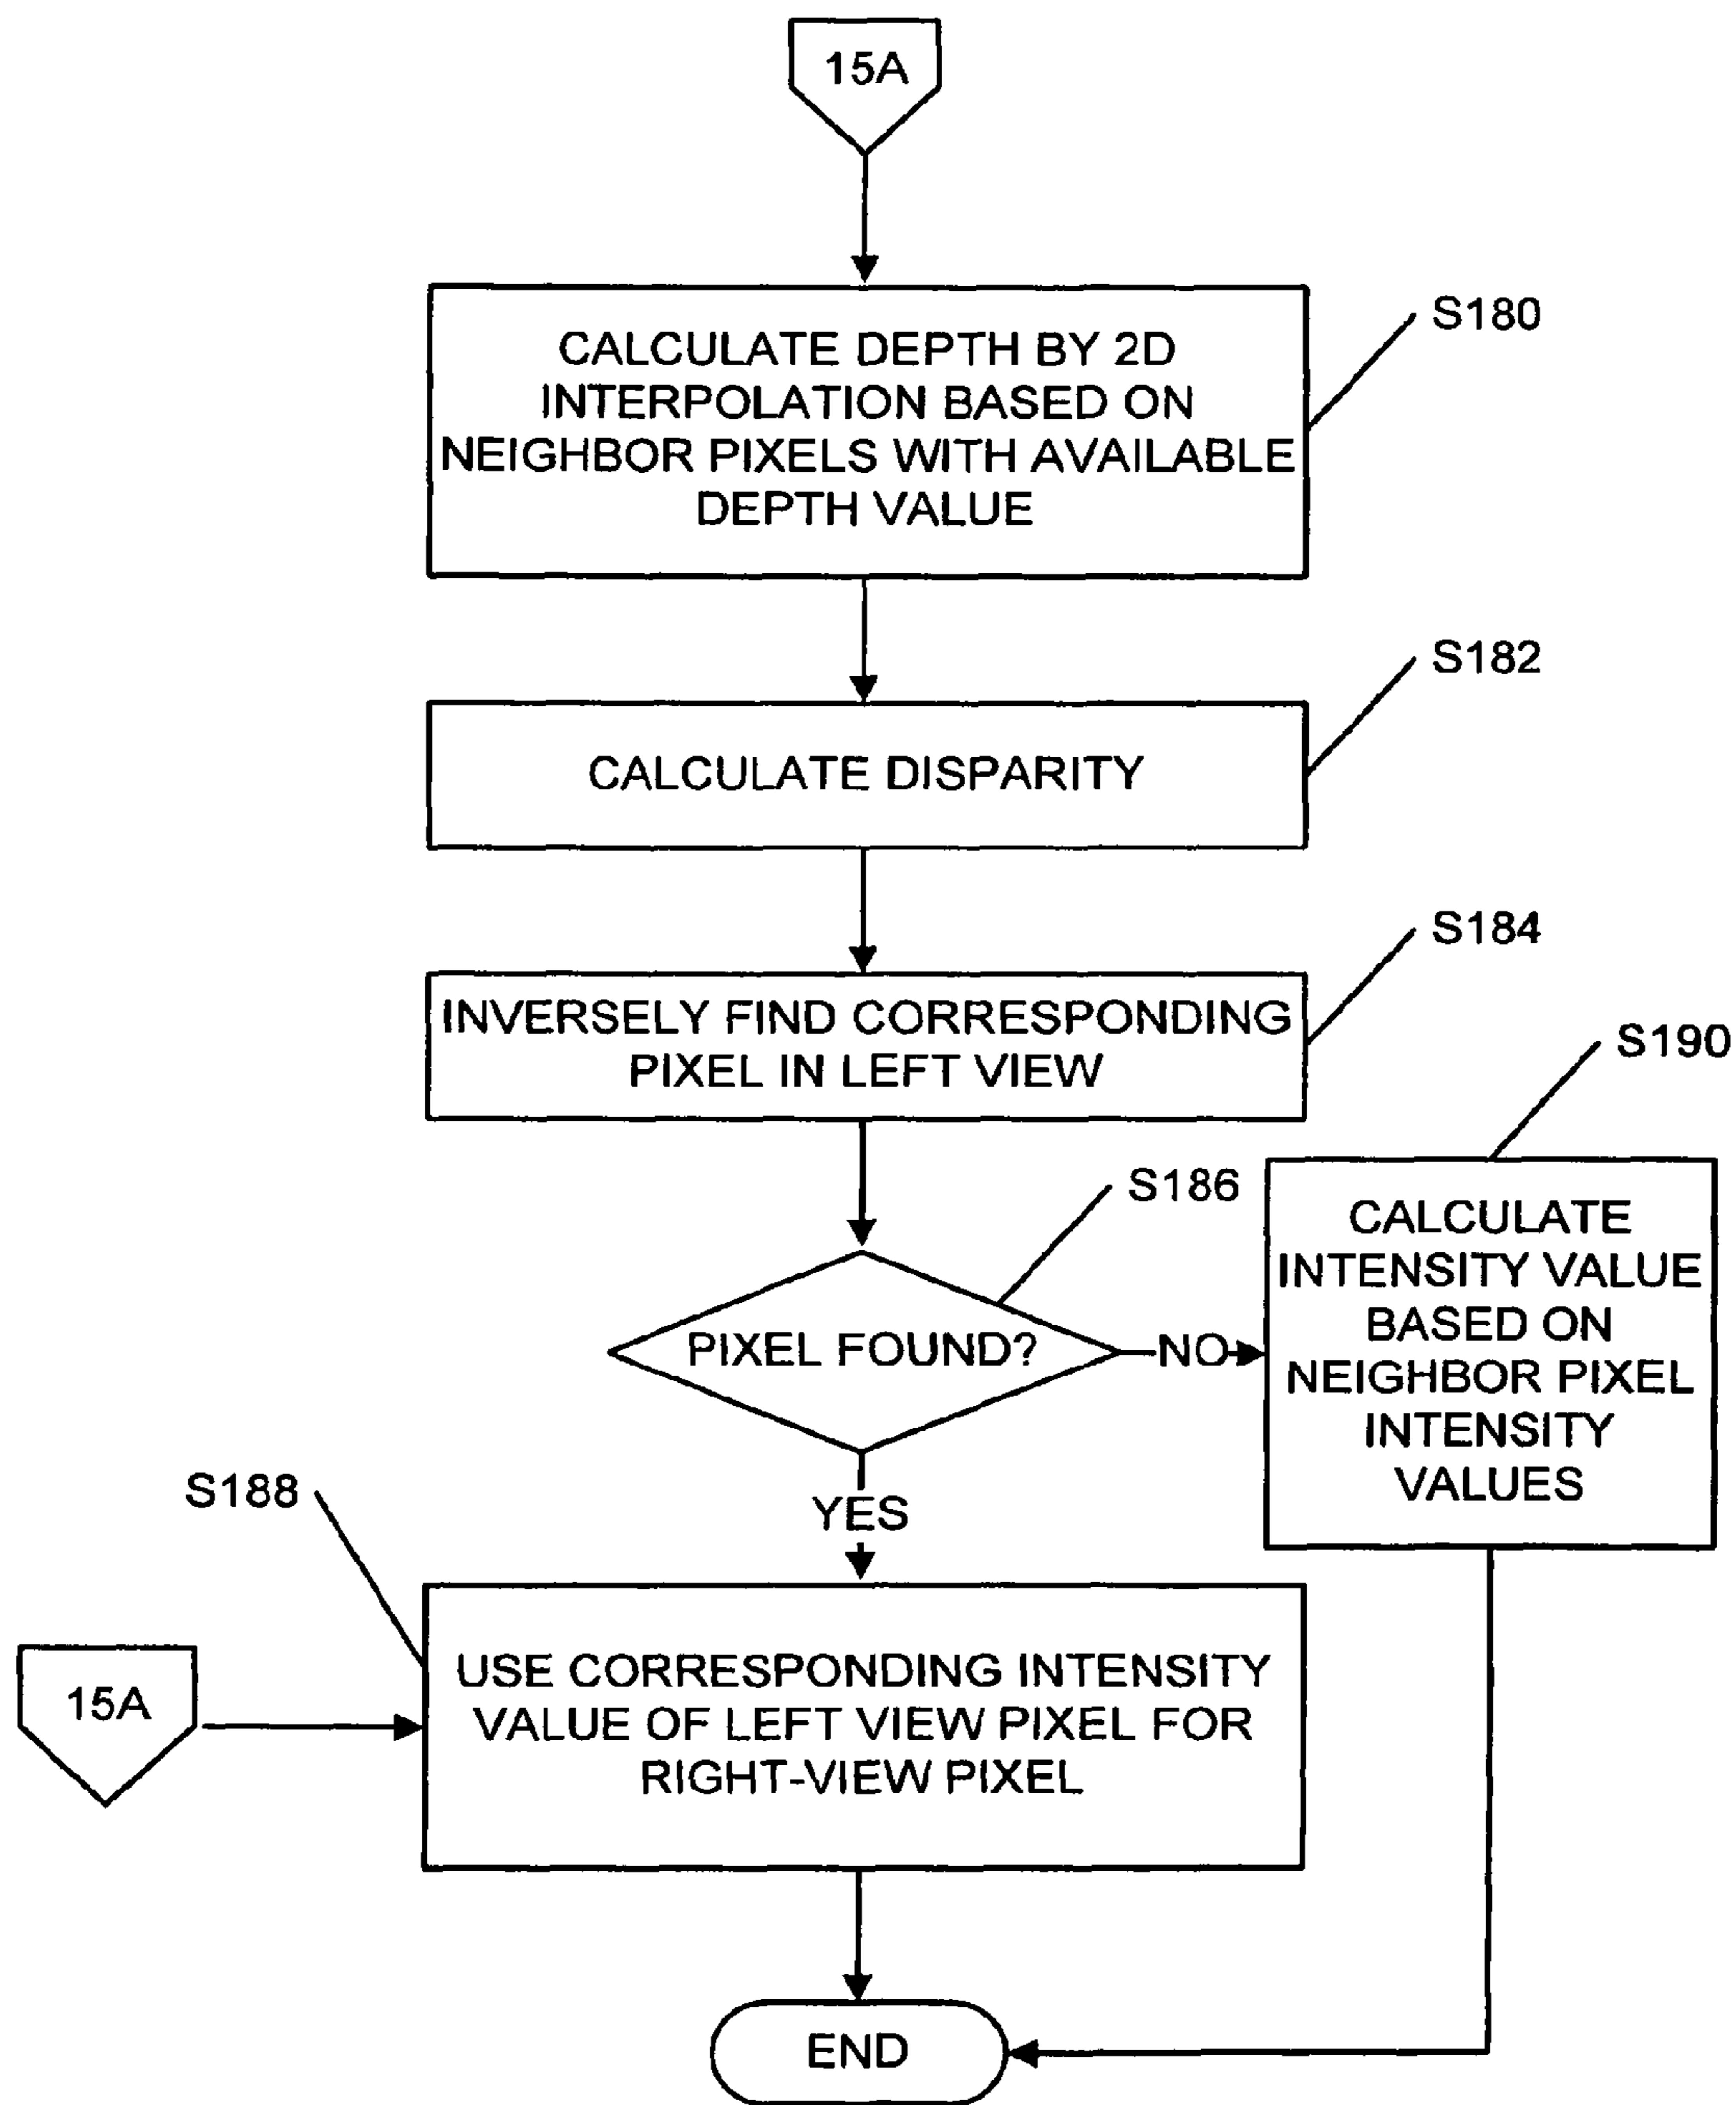 15A
CALCULATE DEPTH BY 2D
INTERPOLATION BASED ON
NEIGHBOR PIXELS WITH AVAILABLE
DEPTH VALUE
S180
CALCULATE DISPARITY
S182
INVERSELY FIND CORRESPONDING
PIXEL IN LEFT VIEW
S184
PIXEL FOUND?
S186
NO
S190
CALCULATE
INTENSITY VALUE
BASED ON
NEIGHBOR PIXEL
INTENSITY
VALUES
YES
S188
15A
USE CORRESPONDING INTENSITY
VALUE OF LEFT VIEW PIXEL FOR
RIGHT-VIEW PIXEL
END